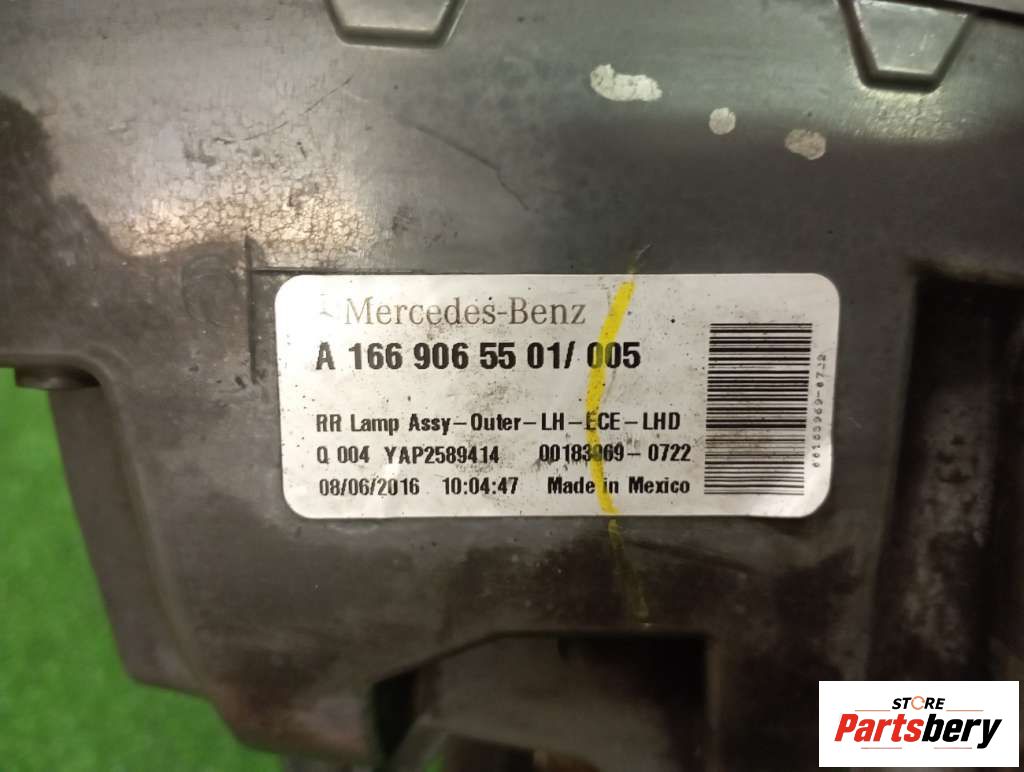 Mercedes-Benz
A 166 906 55 01/ 005
RR Lamp Assy-Outer-LH-ECE-LHD
Q 004 YAP2589414 00183969-0722
08/06/2016 10:04:47 Made in Mexico
STORE
Partsbery